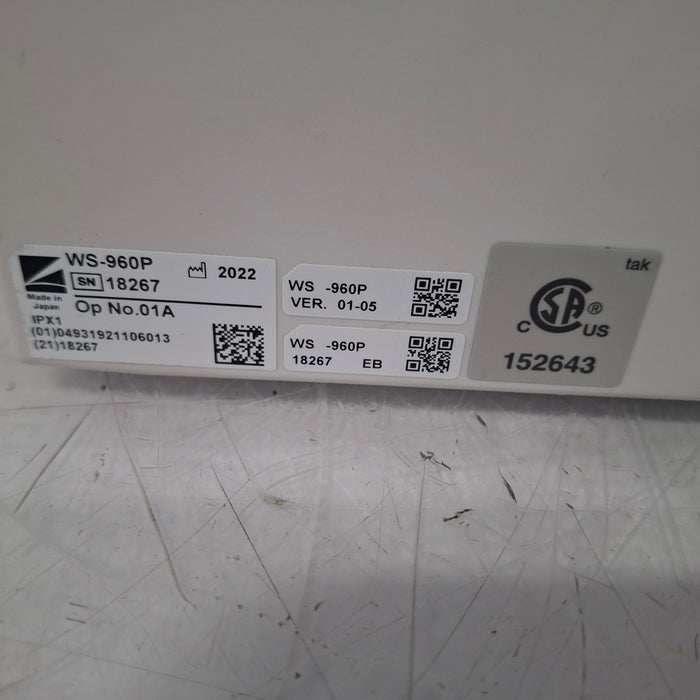 WS-960P
SN 18267
2022
Made in
Japan
Op No.01A
IPX1
(01)04931921106013
(21)18267
WS -960P
VER. 01-05
WS -960P
18267 EB
tak
CSA ®
C US
152643